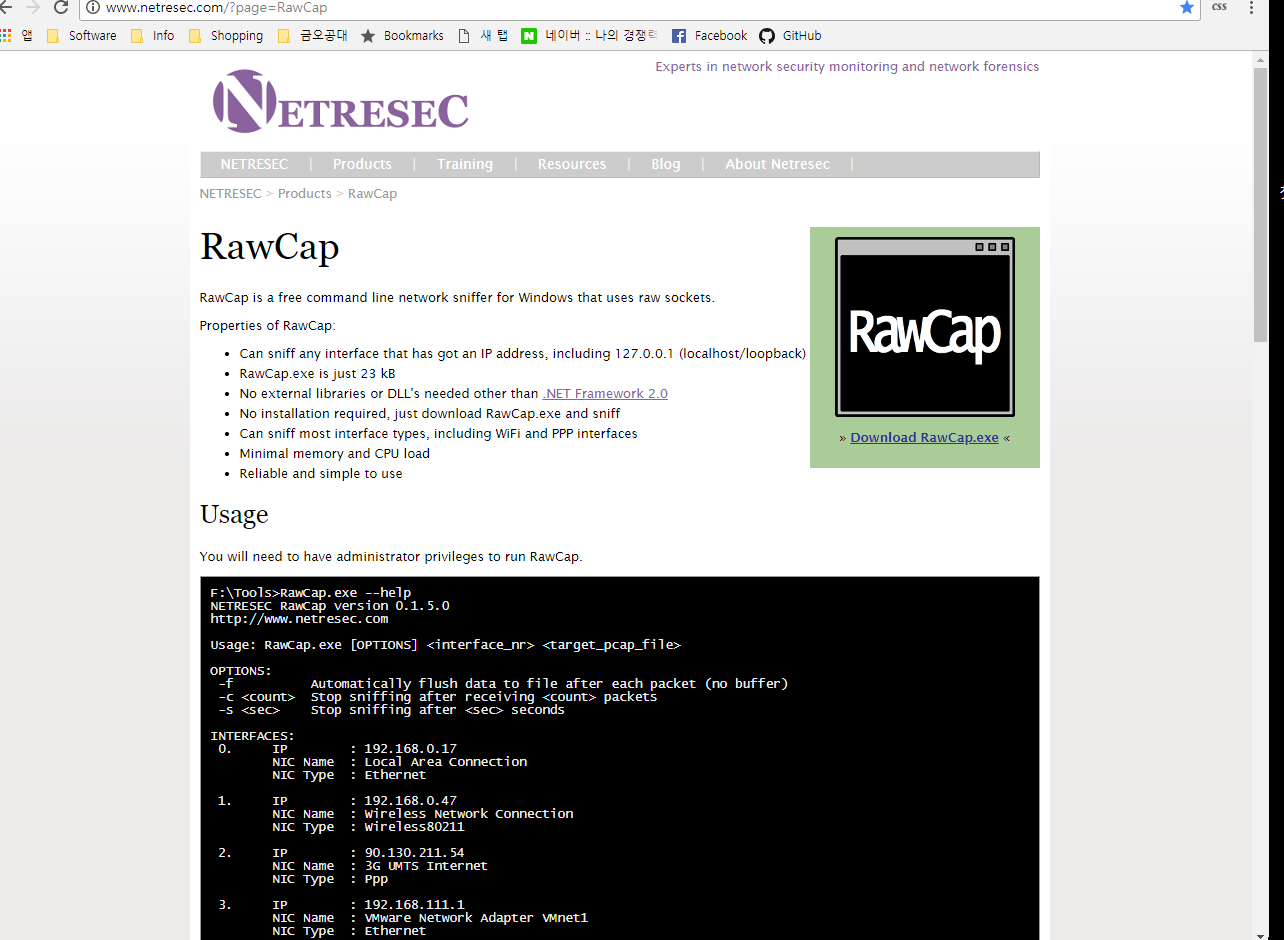 www.netresec.com/?page=RawCap
css
앱 Software Info Shopping 금오공대 Bookmarks 새 탭 네이버 :: 나의 경쟁력 Facebook GitHub
Experts in network security monitoring and network forensics
NETRESEC
NETRESEC | Products | Training | Resources | Blog | About Netresec |
NETRESEC > Products > RawCap
RawCap
RawCap is a free command line network sniffer for Windows that uses raw sockets.
Properties of RawCap:
• Can sniff any interface that has got an IP address, including 127.0.0.1 (localhost/loopback)
• RawCap.exe is just 23 kB
• No external libraries or DLL's needed other than .NET Framework 2.0
• No installation required, just download RawCap.exe and sniff
• Can sniff most interface types, including WiFi and PPP interfaces
• Minimal memory and CPU load
• Reliable and simple to use
RawCap
» Download RawCap.exe «
Usage
You will need to have administrator privileges to run RawCap.
F:\Tools>RawCap.exe --help
NETRESEC RawCap version 0.1.5.0
http://www.netresec.com
Usage: RawCap.exe [OPTIONS] <interface_nr> <target_pcap_file>
OPTIONS:
-f Automatically flush data to file after each packet (no buffer)
-c <count> Stop sniffing after receiving <count> packets
-s <sec> Stop sniffing after <sec> seconds
INTERFACES:
0. IP : 192.168.0.17
NIC Name : Local Area Connection
NIC Type : Ethernet
1. IP : 192.168.0.47
NIC Name : Wireless Network Connection
NIC Type : Wireless80211
2. IP : 90.130.211.54
NIC Name : 3G UMTS Internet
NIC Type : Ppp
3. IP : 192.168.111.1
NIC Name : VMware Network Adapter VMnet1
NIC Type : Ethernet